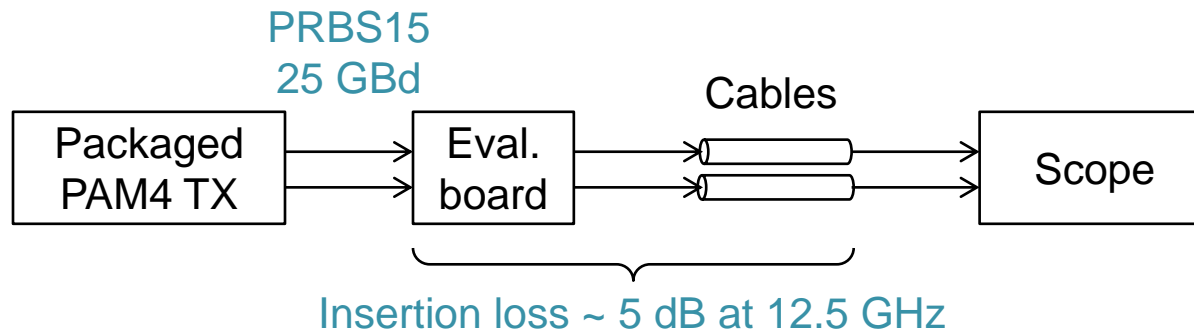 PRBS15
25 GBd
Packaged
PAM4 TX
Eval.
board
Cables
Scope
Insertion loss ~ 5 dB at 12.5 GHz